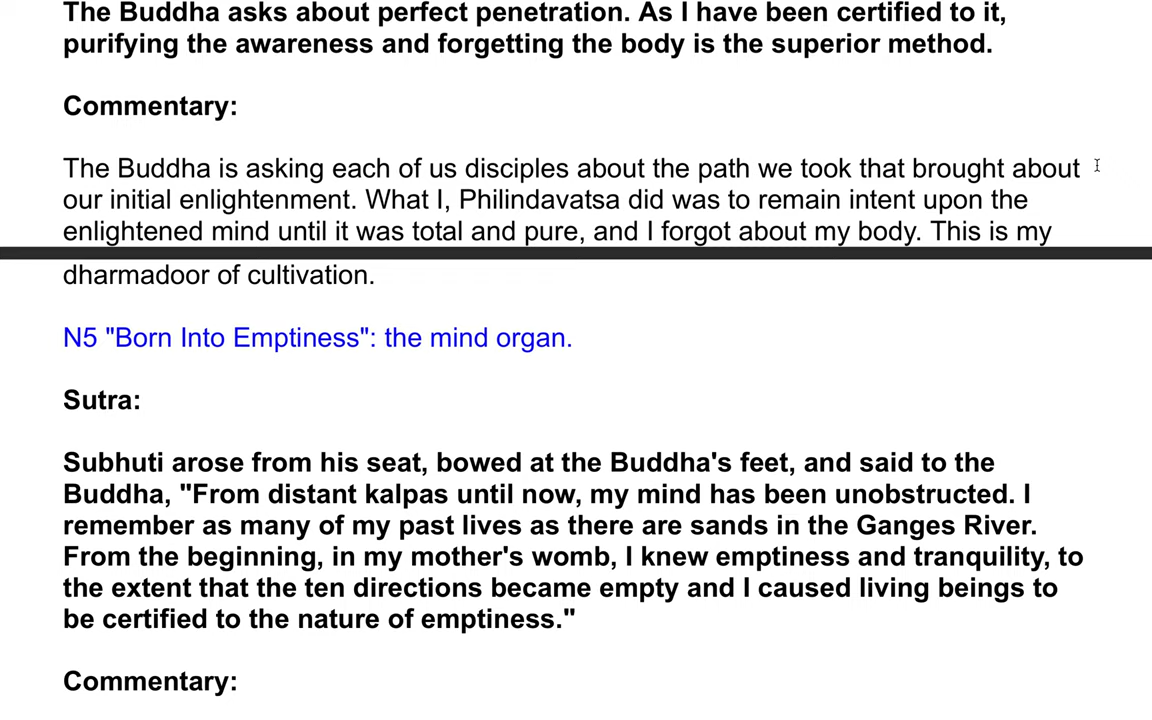 The Buddha asks about perfect penetration. As I have been certified to it,
purifying the awareness and forgetting the body is the superior method.
Commentary:
The Buddha is asking each of us disciples about the path we took that brought about
our initial enlightenment. What I, Philindavatsa did was to remain intent upon the
enlightened mind until it was total and pure, and I forgot about my body. This is my
dharmadoor of cultivation.
N5 "Born Into Emptiness": the mind organ.
Sutra:
Subhuti arose from his seat, bowed at the Buddha's feet, and said to the
Buddha, "From distant kalpas until now, my mind has been unobstructed. I
remember as many of my past lives as there are sands in the Ganges River.
From the beginning, in my mother's womb, I knew emptiness and tranquility, to
the extent that the ten directions became empty and I caused living beings to
be certified to the nature of emptiness."
Commentary: